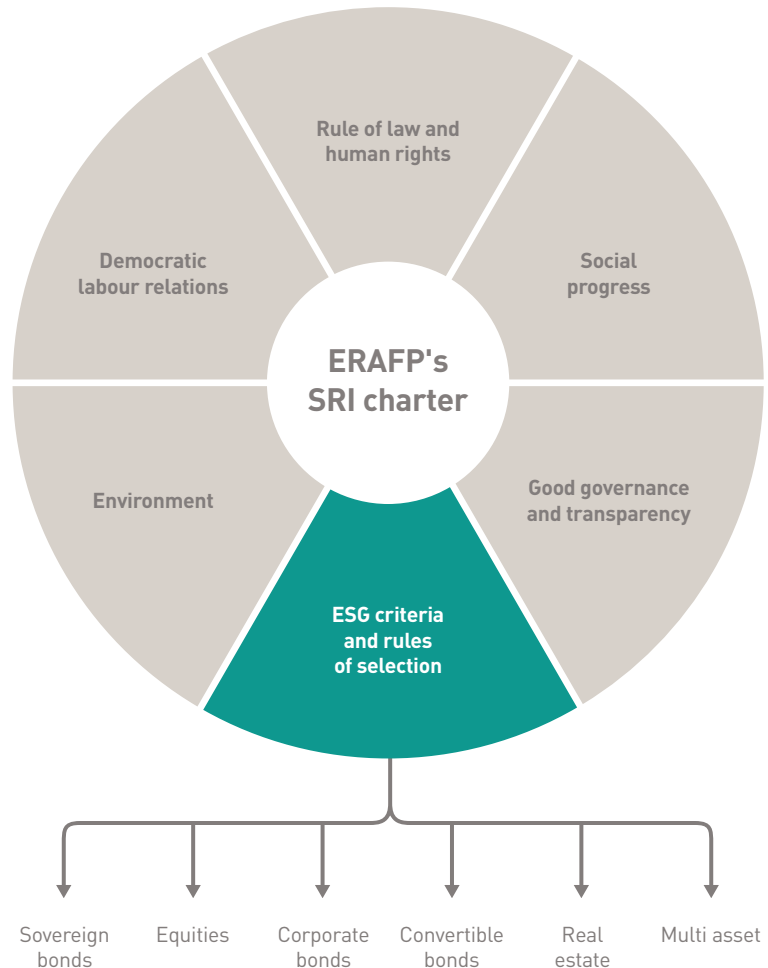 Rule of law and
human rights
Democratic
labour relations
Social
progress
ERAFP's
SRI charter
Environment
Good governance
and transparency
ESG criteria
and rules
of selection
Sovereign
bonds
Equities
Corporate
bonds
Convertible
bonds
Real
estate
Multi asset